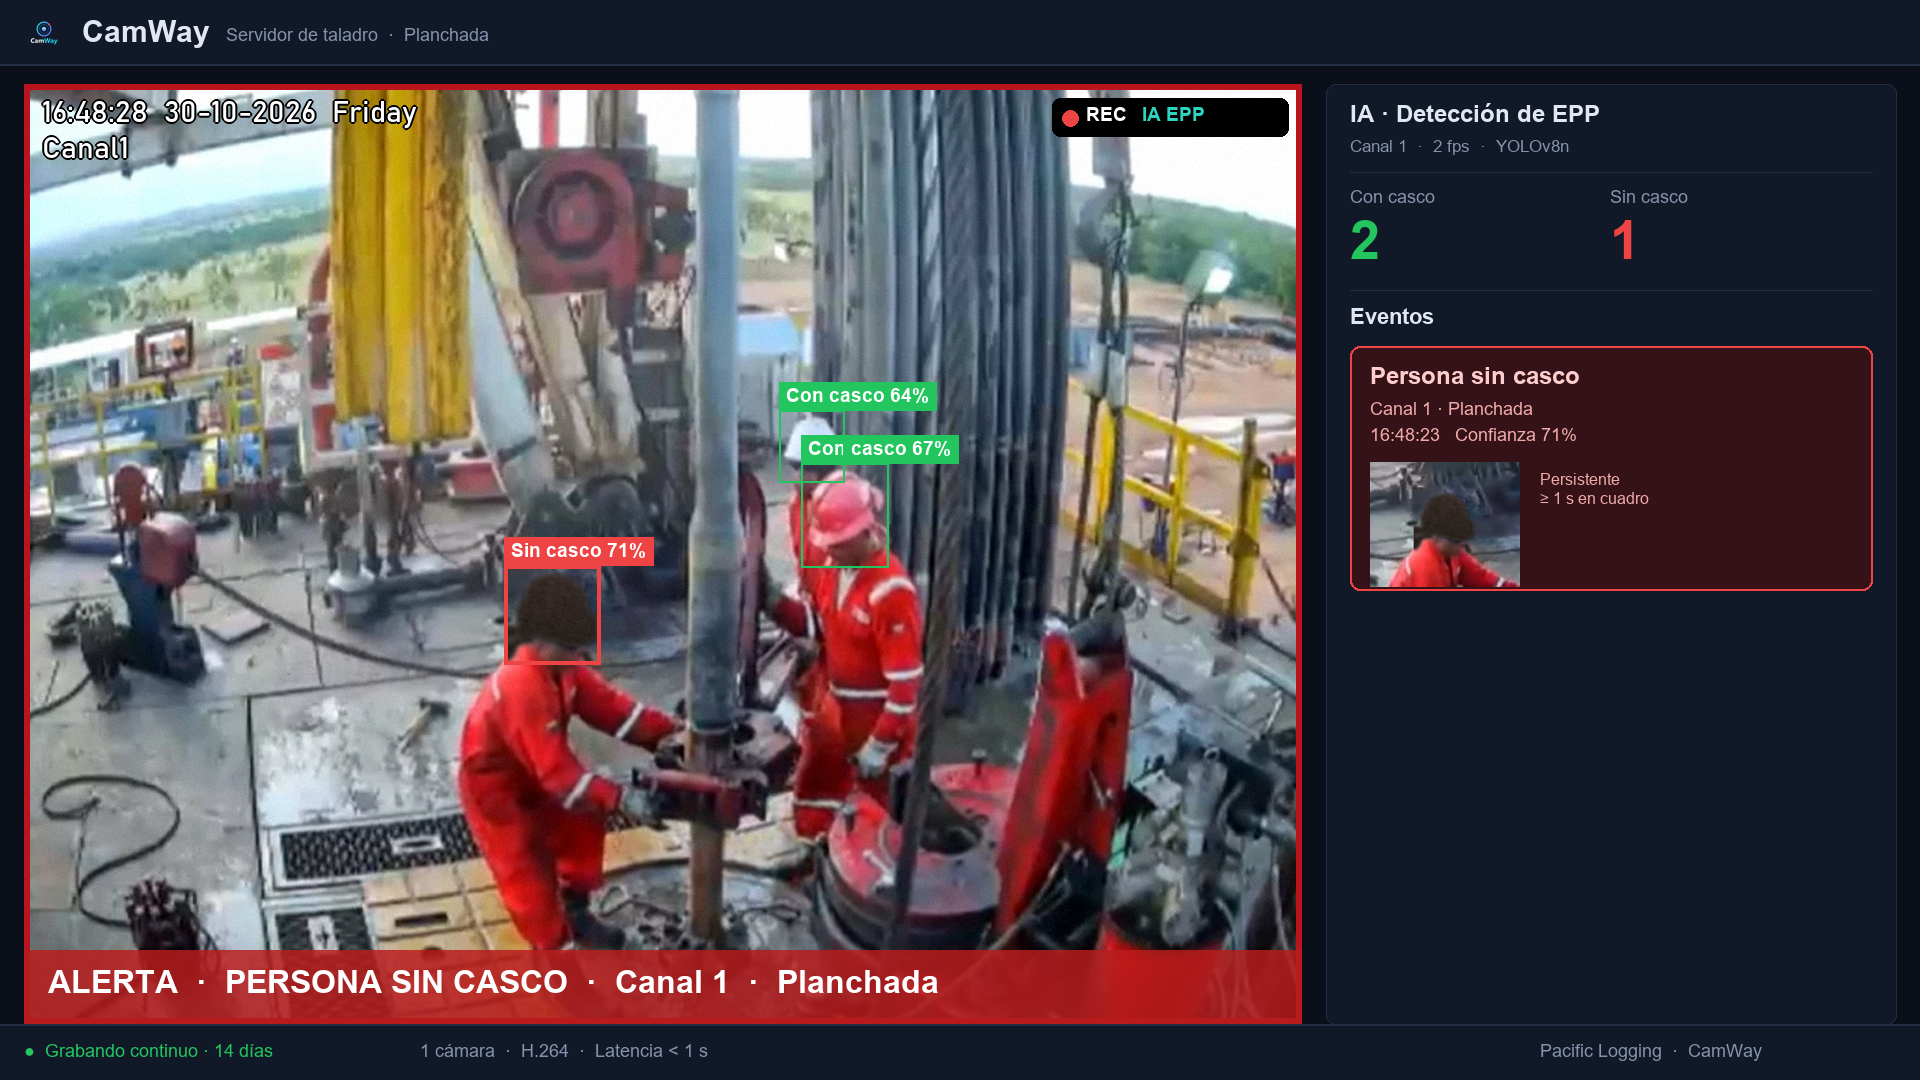 CamWay
CamWay
Servidor de taladro · Planchada
16:48:28 30-10-2026 Friday
Canal1
REC IA EPP
Con casco 64%
Con casco 67%
Sin casco 71%
ALERTA · PERSONA SIN CASCO · Canal 1 · Planchada
IA · Detección de EPP
Canal 1 · 2 fps · YOLOv8n
Con casco
Sin casco
2
1
Eventos
Persona sin casco
Canal 1 · Planchada
16:48:23 Confianza 71%
Persistente
≥ 1 s en cuadro
Grabando continuo · 14 días
1 cámara · H.264 · Latencia < 1 s
Pacific Logging · CamWay